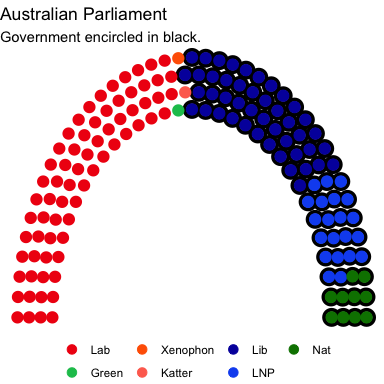 Australian Parliament
Government encircled in black.
Lab Xenophon Lib Nat
Green Katter LNP